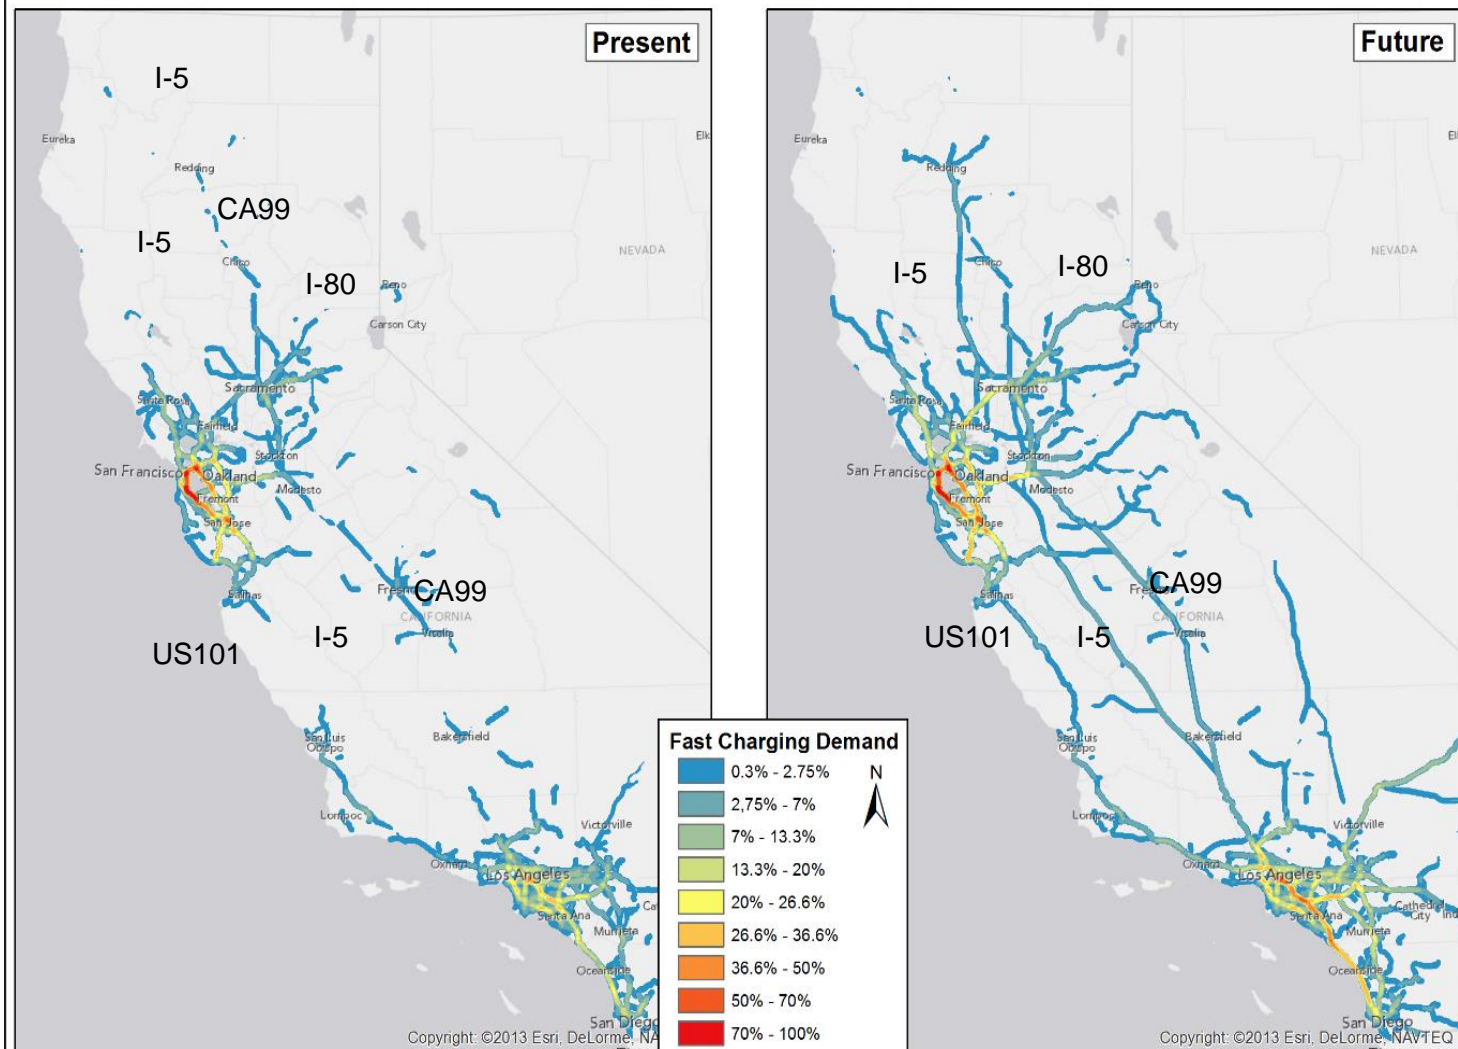 Present
I-5
Eureka
Elk
Redding
CA99
I-5
Chico
I-80
Reno
NEVADA
Carson City
Sacramento
Santa Rosa
Fairfield
Stockton
San Francisco
Oakland
Modesto
Fremont
San Jose
Salinas
Fresno
CA99
CALIFORNIA
Visalia
US101
I-5
San Luis
Obispo
Bakersfield
Lompoc
Victorville
Oxnard
Los Angeles
Santa Ana
Ca
Murrieta
Oceanside
San Diego
Copyright: ©2013 Esri, DeLorme, NA
Fast Charging Demand
N
0.3% - 2.75%
2,75% - 7%
7% - 13.3%
13.3% - 20%
20% - 26.6%
26.6% - 36.6%
36.6% - 50%
50% - 70%
70% - 100%
Future
Eureka
El
Redding
I-5
Chico
I-80
Reno
NEVADA
Carson City
Sacramento
Santa Rosa
Fairfield
Stockton
San Francisco
Oakland
Modesto
Fremont
San Jose
Salinas
Fres
CA99
CALIFORNIA
Visalia
US101
I-5
San Luis
Obispo
Bakersfield
Lompoc
Victorville
Oxnard
Los Angeles
Santa Ana
Cathedral
City
Ind
Murrieta
Oceanside
San Diego
Copyright: ©2013 Esri, DeLorme, NAVTEQ